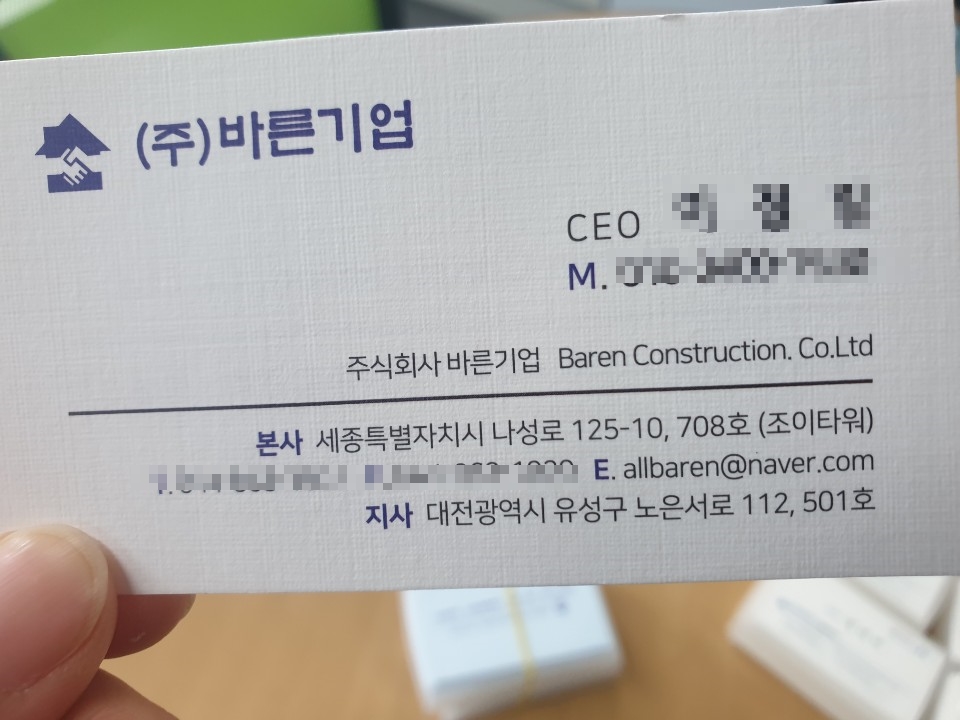 (주)바른기업
CEO
M.
주식회사 바른기업 Baren Construction. Co.Ltd
본사 세종특별자치시 나성로 125-10, 708호 (조이타워)
E. allbaren@naver.com
지사 대전광역시 유성구 노은서로 112, 501호